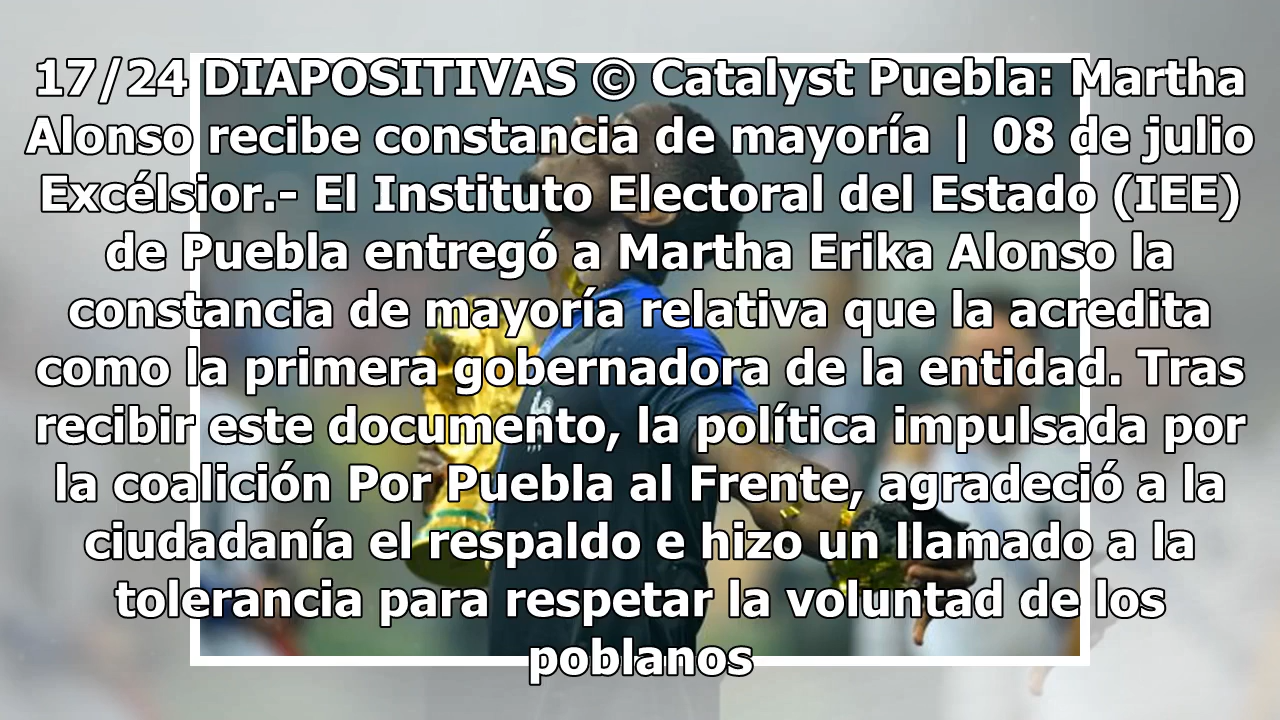 17/24 DIAPOSITIVAS © Catalyst Puebla: Martha
Alonso recibe constancia de mayoría | 08 de julio
Excélsior.- El Instituto Electoral del Estado (IEE)
de Puebla entregó a Martha Erika Alonso la
constancia de mayoría relativa que la acredita
como la primera gobernadora de la entidad. Tras
recibir este documento, la política impulsada por
la coalición Por Puebla al Frente, agradeció a la
ciudadanía el respaldo e hizo un llamado a la
tolerancia para respetar la voluntad de los
poblanos